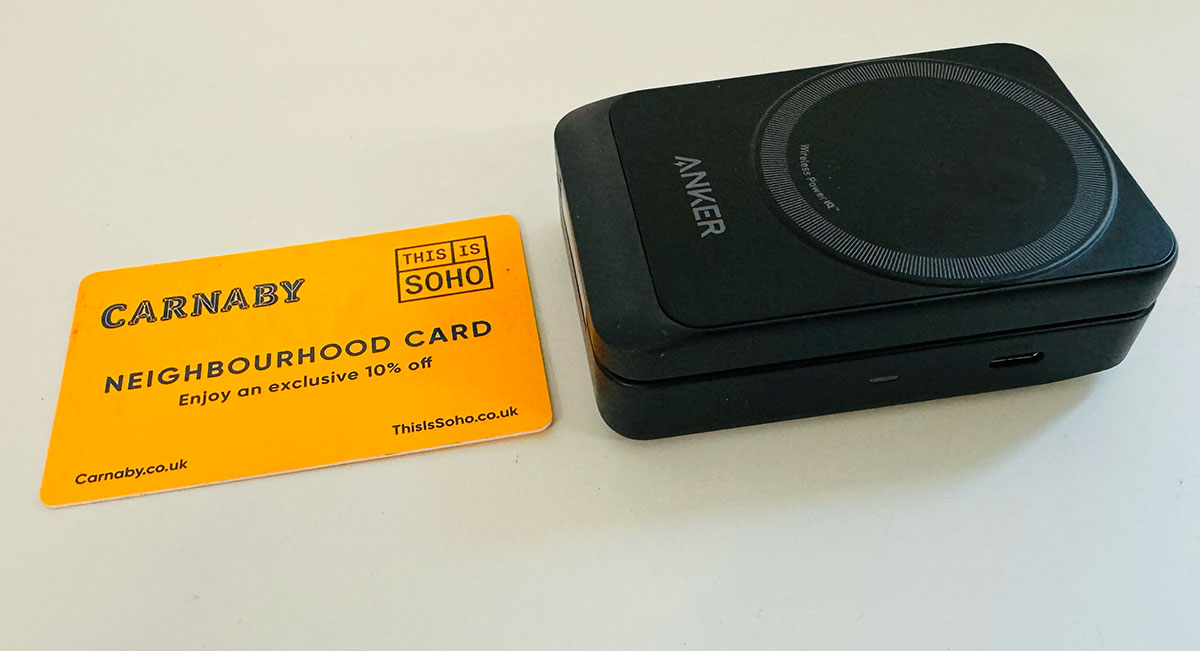 CARNABY
THIS IS
SOHO
NEIGHBOURHOOD CARD
Enjoy an exclusive 10% off
ThisIsSoho.co.uk
Carnaby.co.uk
ANKER
Wireless PowerIQ™